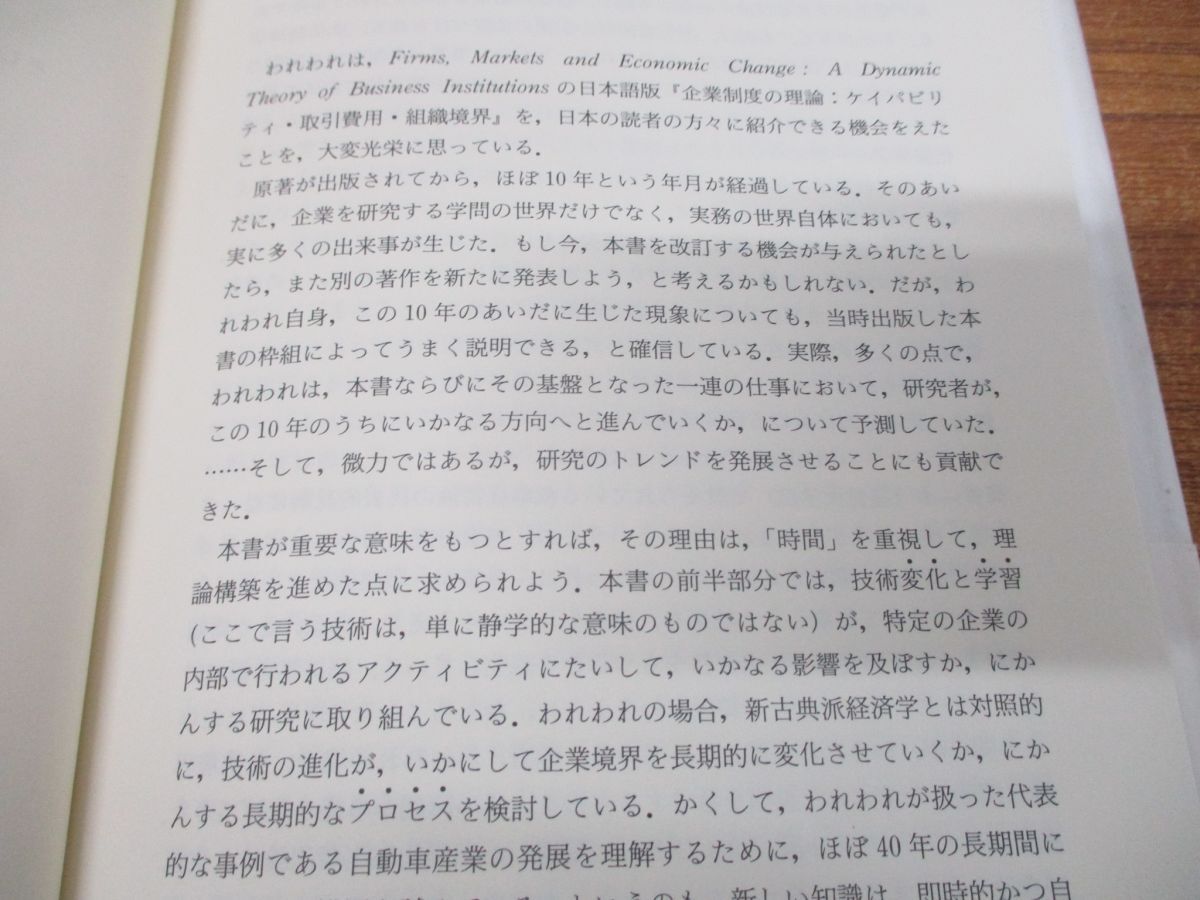 われわれは，Firms, Markets and Economic Change : A Dynamic
Theory of Business Institutions の日本語版『企業制度の理論：ケイパビリ
ティ・取引費用・組織境界』を，日本の読者の方々に紹介できる機会をえた
ことを，大変光栄に思っている．
原著が出版されてから，ほぼ10年という年月が経過している．そのあい
だに，企業を研究する学問の世界だけでなく，実務の世界自体においても，
実に多くの出来事が生じた．もし今，本書を改訂する機会が与えられたとし
たら，また別の著作を新たに発表しよう，と考えるかもしれない．だが，わ
れわれ自身，この10年のあいだに生じた現象についても，当時出版した本
書の枠組によってうまく説明できる，と確信している．実際，多くの点で，
われわれは，本書ならびにその基盤となった一連の仕事において，研究者が，
この10年のうちにいかなる方向へと進んでいくか，について予測していた．
……そして，微力ではあるが，研究のトレンドを発展させることにも貢献で
きた．
本書が重要な意味をもつとすれば，その理由は，「時間」を重視して，理
論構築を進めた点に求められよう．本書の前半部分では，技術変化と学習
(ここで言う技術は，単に静学的な意味のものではない）が，特定の企業の
内部で行われるアクティビティにたいして，いかなる影響を及ぼすか，にか
んする研究に取り組んでいる．われわれの場合，新古典派経済学とは対照的
に，技術の進化が，いかにして企業境界を長期的に変化させていくか，にか
んする長期的なプロセスを検討している．かくして，われわれが扱った代表
的な事例である自動車産業の発展を理解するために，ほぼ40年の長期間に
というのも，新しい知識は，即時的かつ自